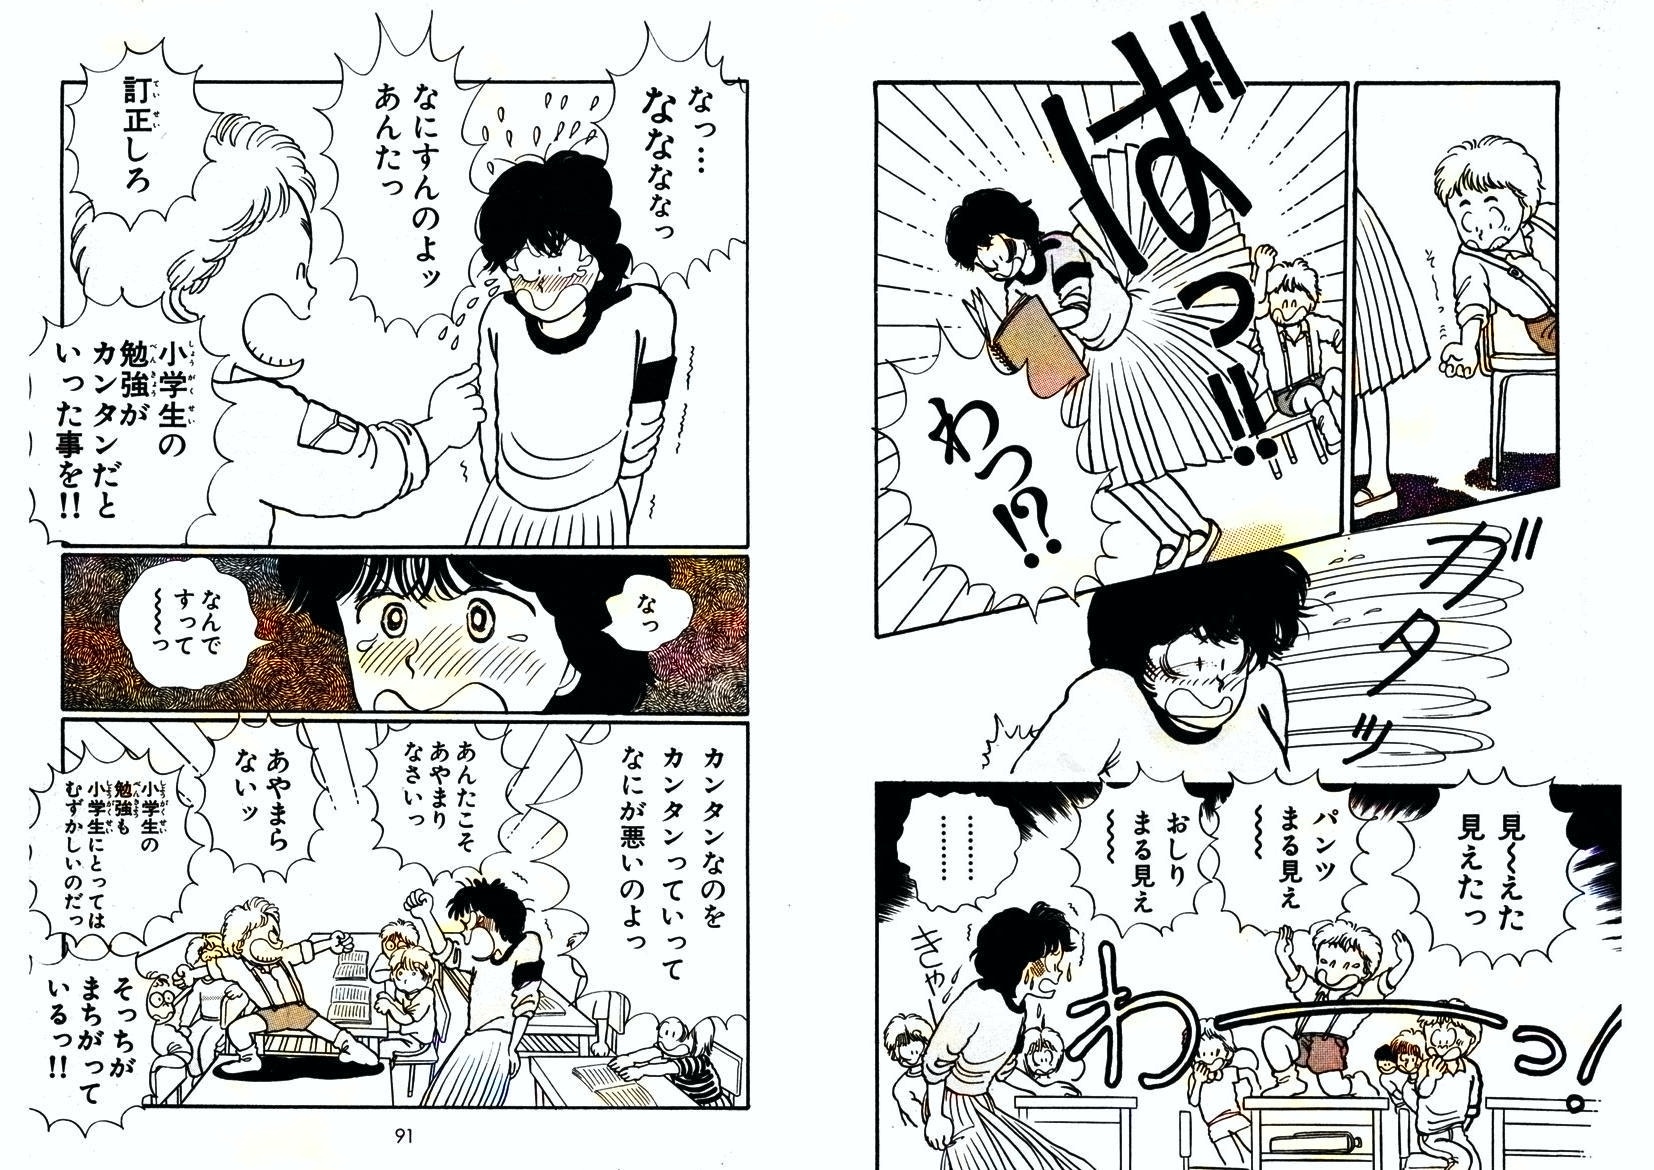 そ～っ
ばっ!!
わっ!?
ガタッ
見～えた
見えたっ
パンツ
まる見え
～～
おしり
まる見え
～～
………
………
きゅっ
わーっ!
なっ…
なななっ
なにすんのよッ
あんたっ
訂正しろ
小学生の
勉強が
カンタンだと
いった事を!!
なっ
なんで
すって
～～っ
カンタンなのを
カンタンっていって
なにが悪いのよっ
あんたこそ
あやまり
なさいっ
あやまら
ないッ
小学生の
勉強も
小学生にとっては
むずかしいのだっ
そっちが
まちがって
いるっ!!
91